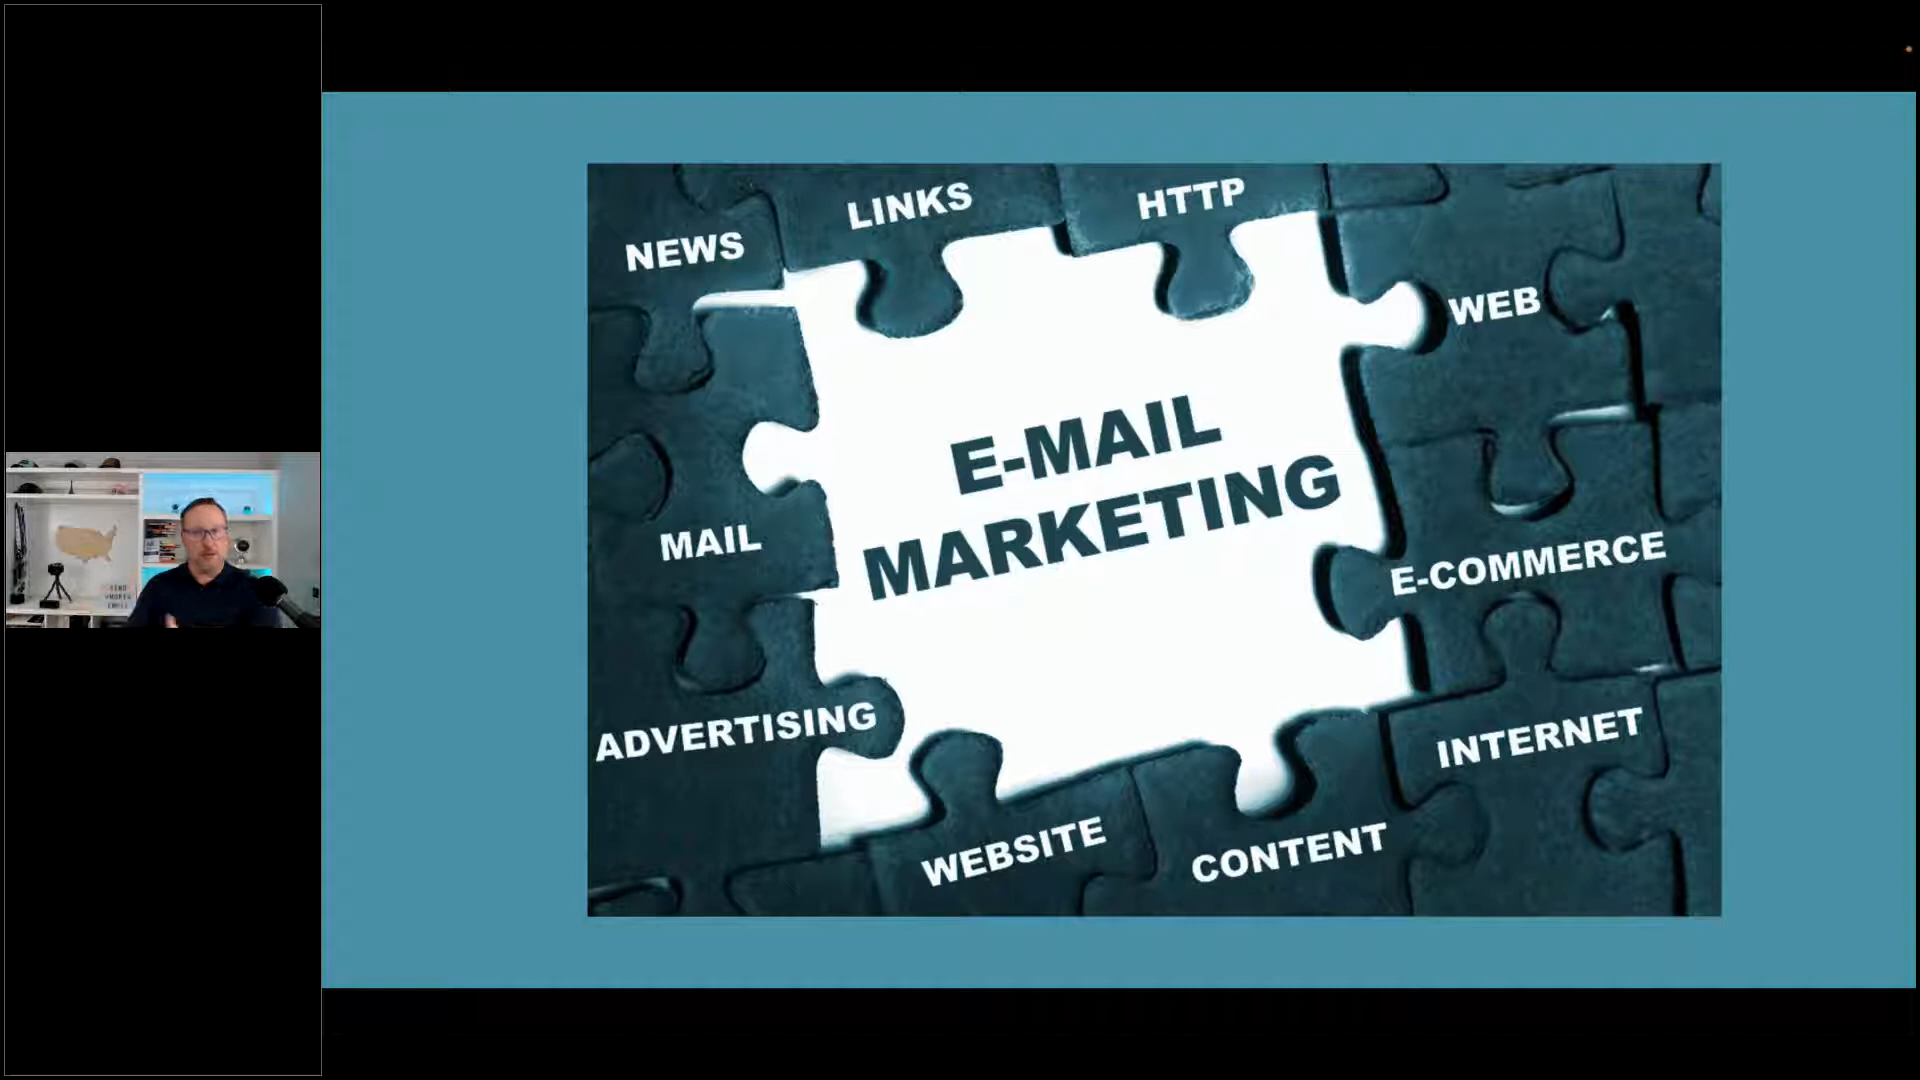 LINKS
HTTP
NEWS
WEB
E-MAIL
MARKETING
MAIL
E-COMMERCE
ADVERTISING
INTERNET
WEBSITE
CONTENT